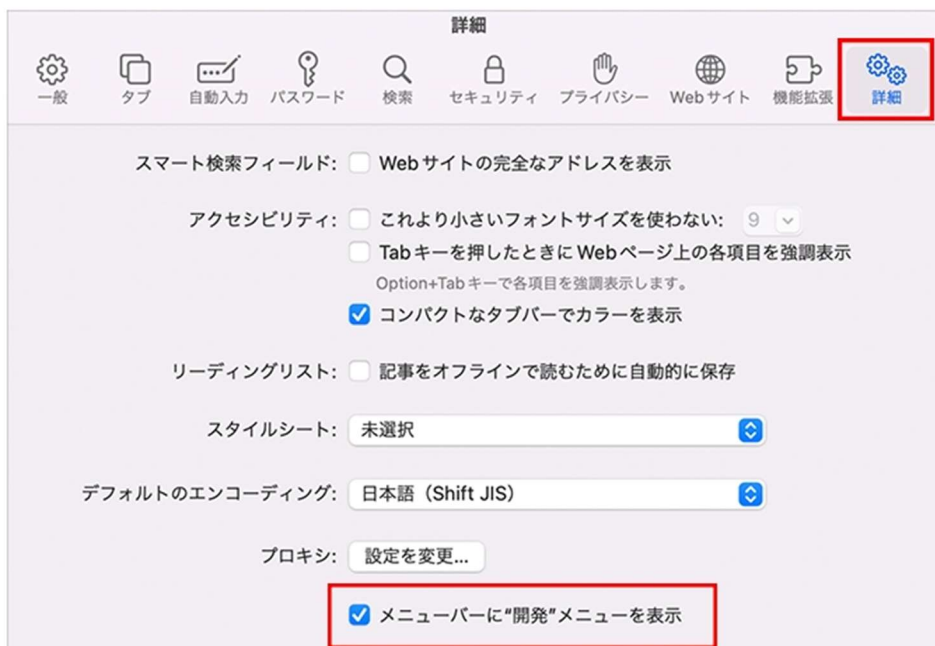 詳細
一般 タブ 自動入力 パスワード 検索 セキュリティ プライバシー Webサイト 機能拡張 詳細
スマート検索フィールド: Webサイトの完全なアドレスを表示
アクセシビリティ: これより小さいフォントサイズを使わない: 9
Tabキーを押したときにWebページ上の各項目を強調表示
Option+Tabキーで各項目を強調表示します。
コンパクトなタブバーでカラーを表示
リーディングリスト: 記事をオフラインで読むために自動的に保存
スタイルシート: 未選択
デフォルトのエンコーディング: 日本語（Shift JIS）
プロキシ: 設定を変更...
メニューバーに“開発”メニューを表示